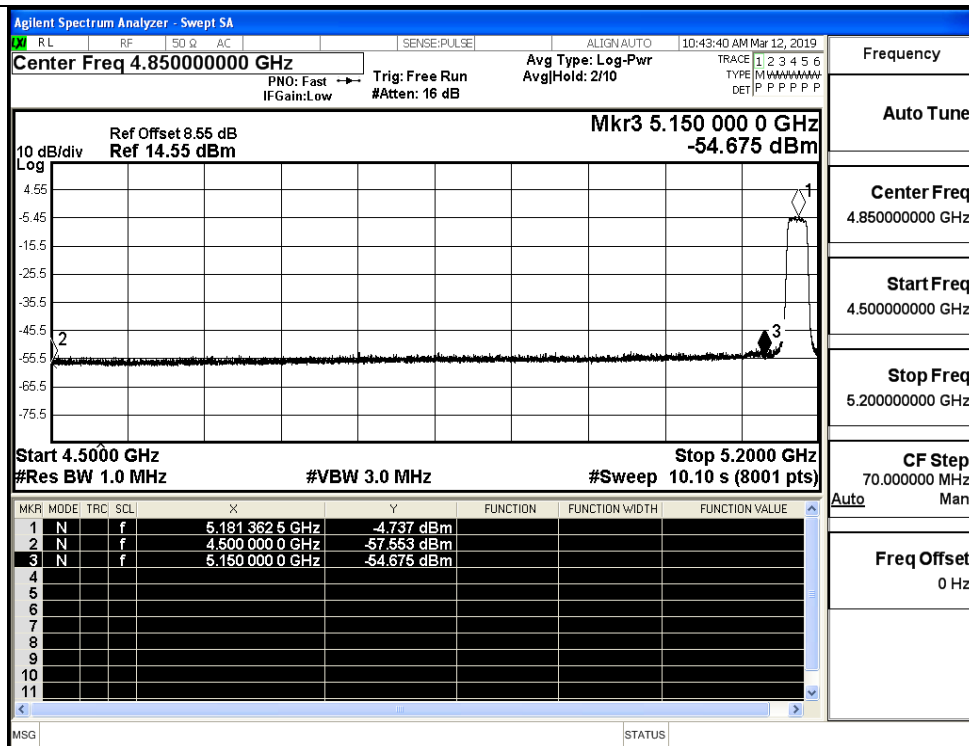 Agilent Spectrum Analyzer - Swept SA
LXI RL RF 50 Ω AC SENSE:PULSE ALIGN AUTO 10:43:40 AM Mar 12, 2019
Center Freq 4.850000000 GHz
PNO: Fast
IFGain:Low
Trig: Free Run
#Atten: 16 dB
Avg Type: Log-Pwr
Avg|Hold: 2/10
TRACE 1 2 3 4 5 6
TYPE MWWWWW
DET P P P P P P
Ref Offset 8.55 dB
10 dB/div Ref 14.55 dBm
Log
Mkr3 5.150 000 0 GHz
-54.675 dBm
4.55
-5.45
-15.5
-25.5
-35.5
-45.5
-55.5
-65.5
-75.5
1
2
3
Start 4.5000 GHz Stop 5.2000 GHz
#Res BW 1.0 MHz #VBW 3.0 MHz #Sweep 10.10 s (8001 pts)
MKR MODE TRC SCL X Y FUNCTION FUNCTION WIDTH FUNCTION VALUE
1 N f 5.181 362 5 GHz -4.737 dBm
2 N f 4.500 000 0 GHz -57.553 dBm
3 N f 5.150 000 0 GHz -54.675 dBm
4
5
6
7
8
9
10
11
MSG STATUS
Frequency
Auto Tune
Center Freq
4.850000000 GHz
Start Freq
4.500000000 GHz
Stop Freq
5.200000000 GHz
CF Step
70.000000 MHz
Auto Man
Freq Offset
0 Hz